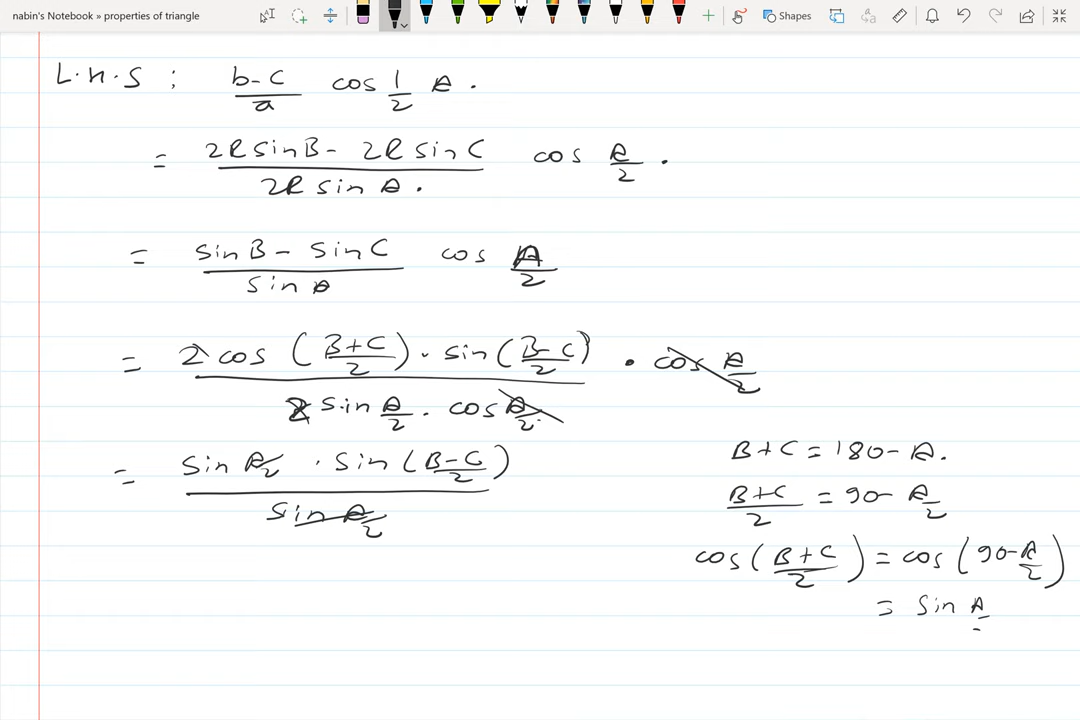 nabin's Notebook » properties of triangle
Shapes
L.H.S ; b-c/a cos 1/2 A.
= 2R sinB - 2R sinC / 2R sin A. cos A/2.
= sinB - sinC / sin A cos A/2
= 2 cos (B+C/2) . sin (B-C/2) / 2 sin A/2 . cos A/2 . cos A/2
= sin A/2 . sin (B-C/2) / sin A/2
B+C = 180-A.
B+C/2 = 90- A/2
cos (B+C/2) = cos (90-A/2)
= sin A